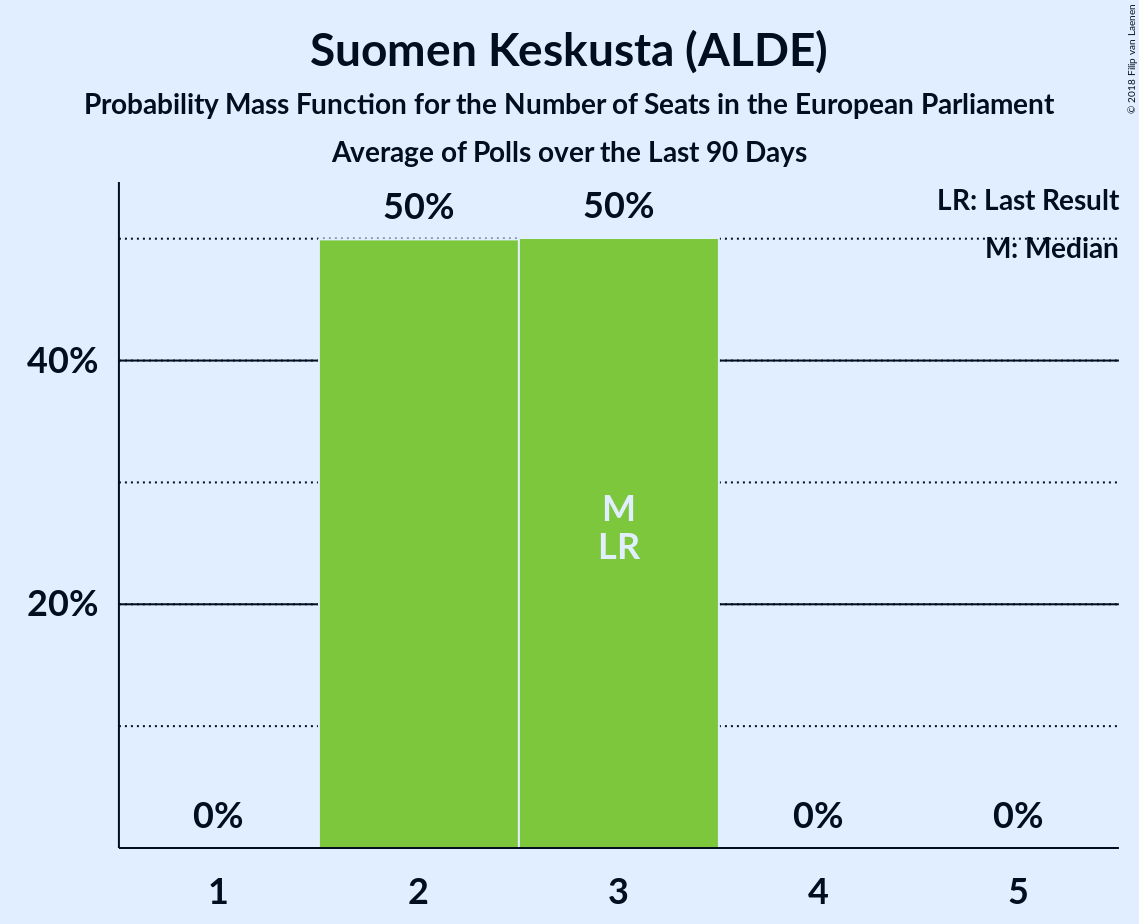 Suomen Keskusta (ALDE)
Probability Mass Function for the Number of Seats in the European Parliament
Average of Polls over the Last 90 Days
© 2018 Filip van Laenen
LR: Last Result
M: Median
50%
50%
40%
M
LR
20%
0%
0%
0%
1
2
3
4
5